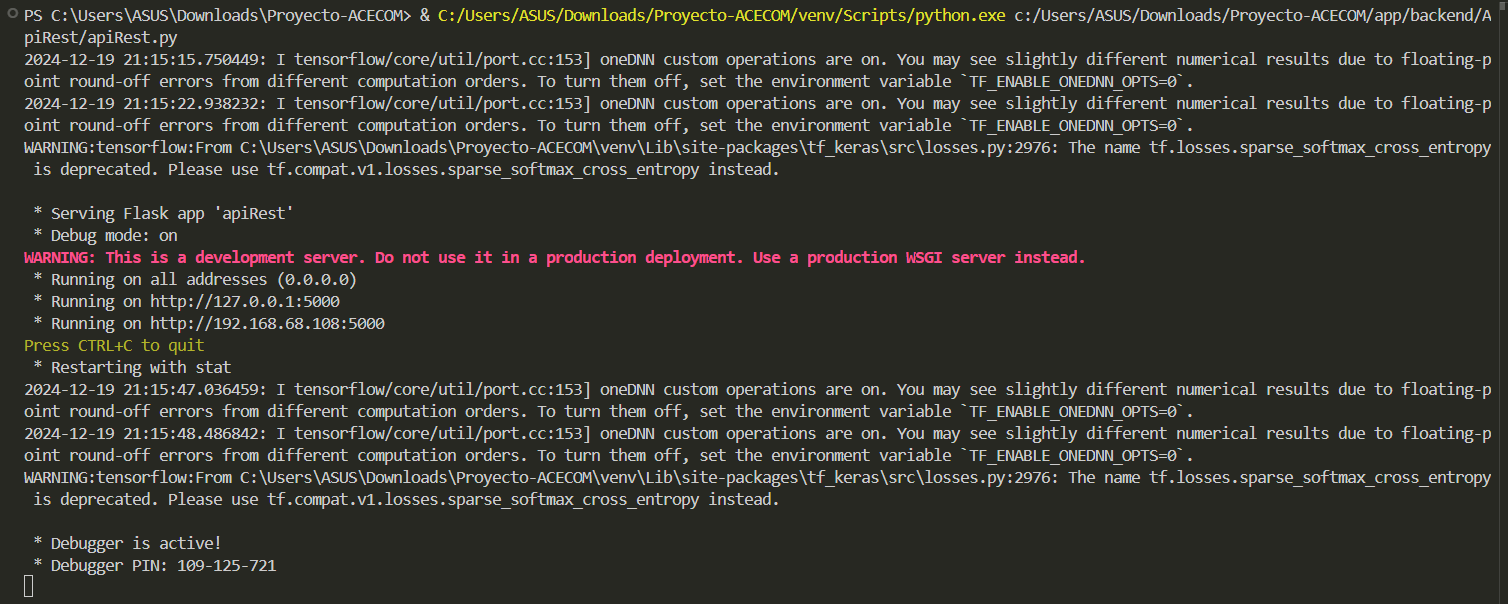 PS C:\Users\ASUS\Downloads\Proyecto-ACECOM> & C:/Users/ASUS/Downloads/Proyecto-ACECOM/venv/Scripts/python.exe c:/Users/ASUS/Downloads/Proyecto-ACECOM/app/backend/A
piRest/apiRest.py
2024-12-19 21:15:15.750449: I tensorflow/core/util/port.cc:153] oneDNN custom operations are on. You may see slightly different numerical results due to floating-p
oint round-off errors from different computation orders. To turn them off, set the environment variable `TF_ENABLE_ONEDNN_OPTS=0`.
2024-12-19 21:15:22.938232: I tensorflow/core/util/port.cc:153] oneDNN custom operations are on. You may see slightly different numerical results due to floating-p
oint round-off errors from different computation orders. To turn them off, set the environment variable `TF_ENABLE_ONEDNN_OPTS=0`.
WARNING:tensorflow:From C:\Users\ASUS\Downloads\Proyecto-ACECOM\venv\Lib\site-packages\tf_keras\src\losses.py:2976: The name tf.losses.sparse_softmax_cross_entropy
 is deprecated. Please use tf.compat.v1.losses.sparse_softmax_cross_entropy instead.

 * Serving Flask app 'apiRest'
 * Debug mode: on
WARNING: This is a development server. Do not use it in a production deployment. Use a production WSGI server instead.
 * Running on all addresses (0.0.0.0)
 * Running on http://127.0.0.1:5000
 * Running on http://192.168.68.108:5000
Press CTRL+C to quit
 * Restarting with stat
2024-12-19 21:15:47.036459: I tensorflow/core/util/port.cc:153] oneDNN custom operations are on. You may see slightly different numerical results due to floating-p
oint round-off errors from different computation orders. To turn them off, set the environment variable `TF_ENABLE_ONEDNN_OPTS=0`.
2024-12-19 21:15:48.486842: I tensorflow/core/util/port.cc:153] oneDNN custom operations are on. You may see slightly different numerical results due to floating-p
oint round-off errors from different computation orders. To turn them off, set the environment variable `TF_ENABLE_ONEDNN_OPTS=0`.
WARNING:tensorflow:From C:\Users\ASUS\Downloads\Proyecto-ACECOM\venv\Lib\site-packages\tf_keras\src\losses.py:2976: The name tf.losses.sparse_softmax_cross_entropy
 is deprecated. Please use tf.compat.v1.losses.sparse_softmax_cross_entropy instead.

 * Debugger is active!
 * Debugger PIN: 109-125-721